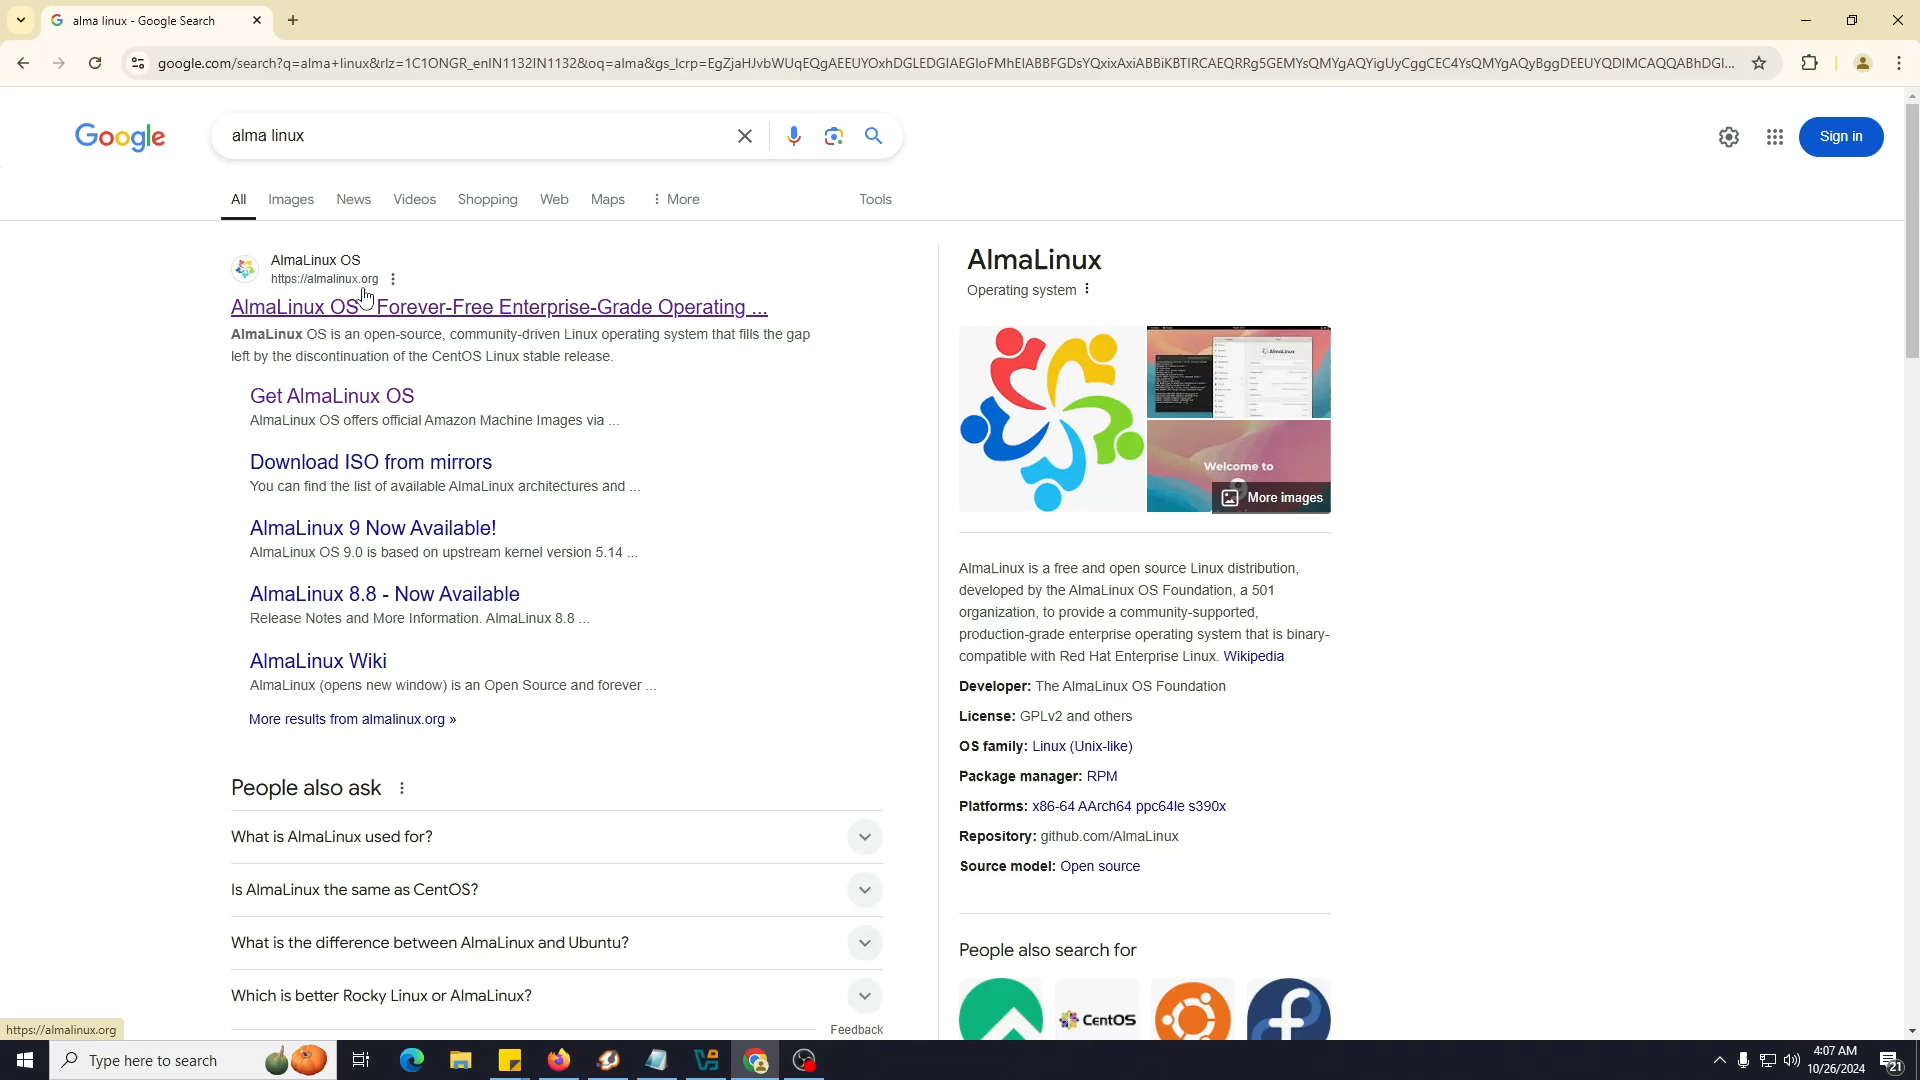 alma linux - Google Search
google.com/search?q=alma+linux&rlz=1C1ONGR_enIN1132IN1132&oq=alma&gs_lcrp=EgZjaHJvbWUqEQgAEEUYOxhDGLEDGIAEGIoFMhEIABBFGDsYQxixAxiABBiKBTIRCAEQRRg5GEMYsQMYgAQYigUyCggCEC4YsQMYgAQyBggDEEUYQDIMCAQQABhDGI...
Google
alma linux
Sign in
All Images News Videos Shopping Web Maps More Tools
AlmaLinux OS
https://almalinux.org
AlmaLinux OS - Forever-Free Enterprise-Grade Operating ...
AlmaLinux OS is an open-source, community-driven Linux operating system that fills the gap
left by the discontinuation of the CentOS Linux stable release.
Get AlmaLinux OS
AlmaLinux OS offers official Amazon Machine Images via ...
Download ISO from mirrors
You can find the list of available AlmaLinux architectures and ...
AlmaLinux 9 Now Available!
AlmaLinux OS 9.0 is based on upstream kernel version 5.14 ...
AlmaLinux 8.8 - Now Available
Release Notes and More Information. AlmaLinux 8.8 ...
AlmaLinux Wiki
AlmaLinux (opens new window) is an Open Source and forever ...
More results from almalinux.org »
People also ask
What is AlmaLinux used for?
Is AlmaLinux the same as CentOS?
What is the difference between AlmaLinux and Ubuntu?
Which is better Rocky Linux or AlmaLinux?
Feedback
AlmaLinux
Operating system
AlmaLinux
Welcome to
More images
AlmaLinux is a free and open source Linux distribution,
developed by the AlmaLinux OS Foundation, a 501
organization, to provide a community-supported,
production-grade enterprise operating system that is binary-
compatible with Red Hat Enterprise Linux. Wikipedia
Developer: The AlmaLinux OS Foundation
License: GPLv2 and others
OS family: Linux (Unix-like)
Package manager: RPM
Platforms: x86-64 AArch64 ppc64le s390x
Repository: github.com/AlmaLinux
Source model: Open source
People also search for
CentOS
https://almalinux.org
Type here to search
4:07 AM
10/26/2024
21